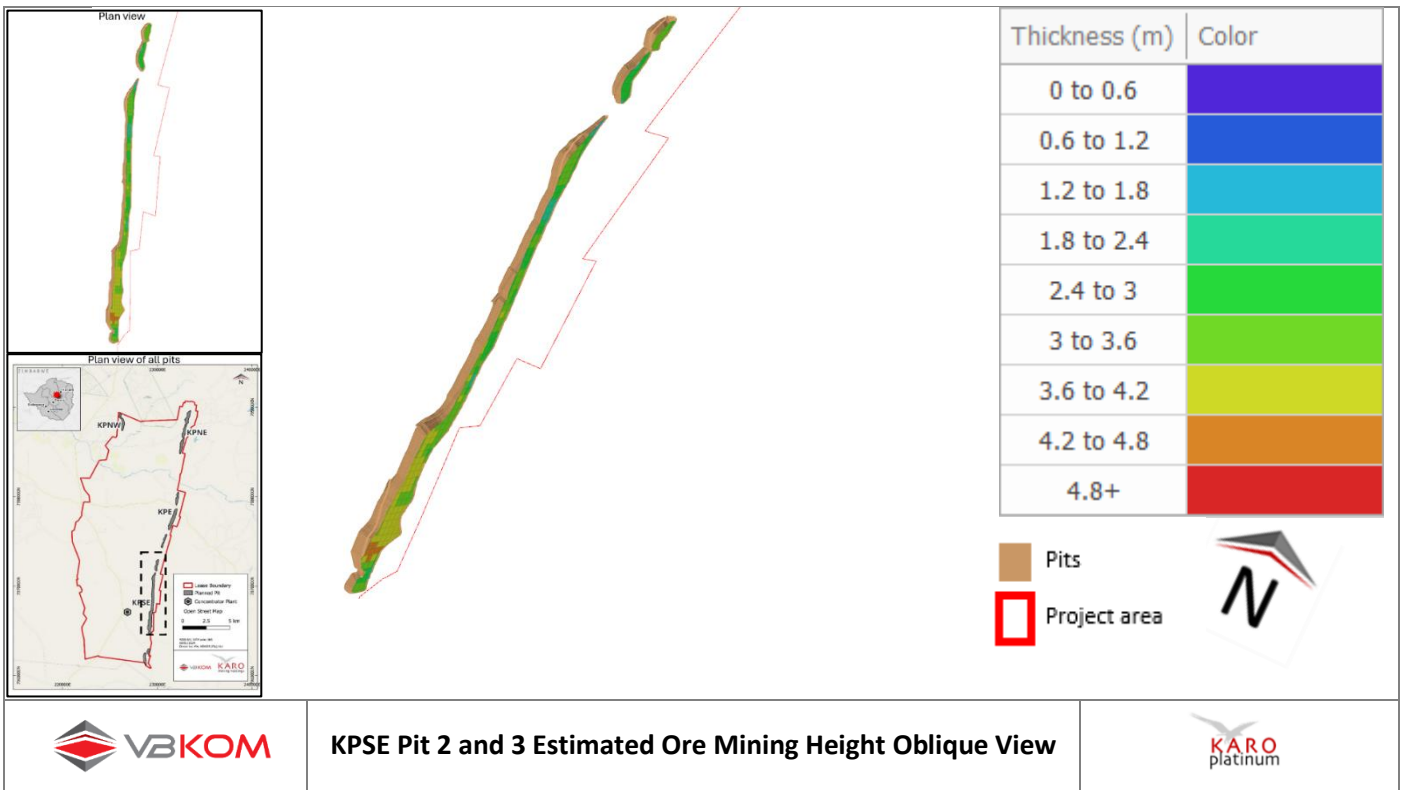 Plan view
Plan view of all pits
ZIMBABWE
N
KPNW
KPNE
KPE
KPSE
Lease Boundary
Planned Pit
Concentrator Plant
Open Street Map
0 2.5 5 km
VBKOM
KARO
Thickness (m) Color
0 to 0.6
0.6 to 1.2
1.2 to 1.8
1.8 to 2.4
2.4 to 3
3 to 3.6
3.6 to 4.2
4.2 to 4.8
4.8+
Pits
Project area
N
VBKOM
KPSE Pit 2 and 3 Estimated Ore Mining Height Oblique View
KARO
platinum